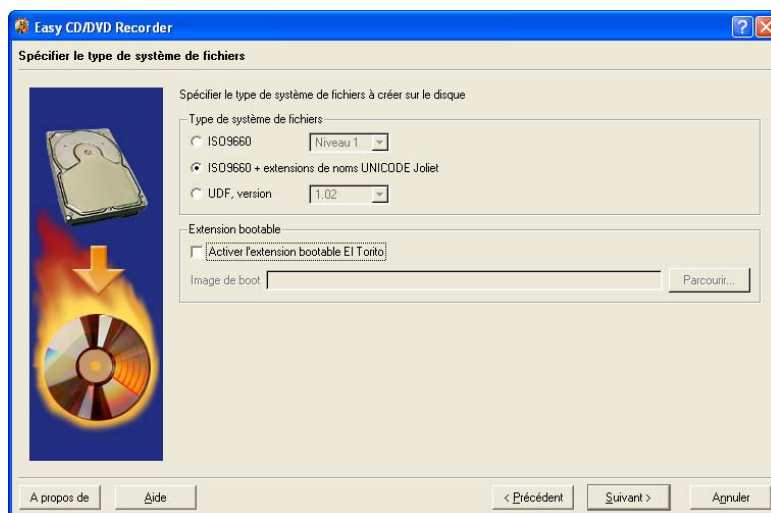 Easy CD/DVD Recorder
Spécifier le type de système de fichiers
Spécifier le type de système de fichiers à créer sur le disque
Type de système de fichiers
ISO9660 Niveau 1
ISO9660 + extensions de noms UNICODE Joliet
UDF, version 1.02
Extension bootable
Activer l'extension bootable El Torito
Image de boot Parcourir...
A propos de Aide < Précédent Suivant > Annuler